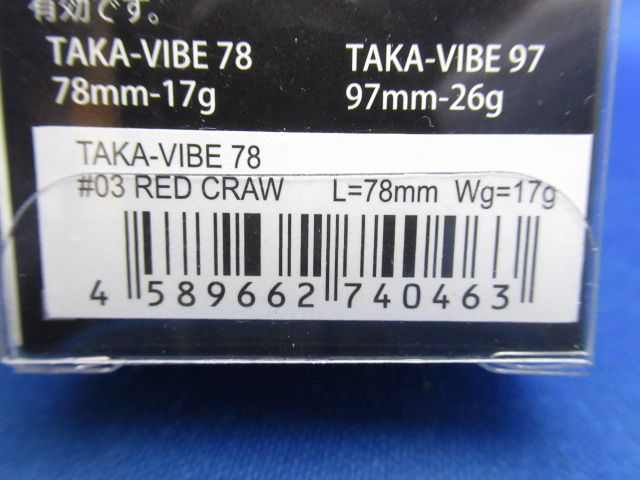 有効です。
TAKA-VIBE 78 TAKA-VIBE 97
78mm-17g 97mm-26g
TAKA-VIBE 78
#03 RED CRAW L=78mm Wg=17g
4 589662 740463